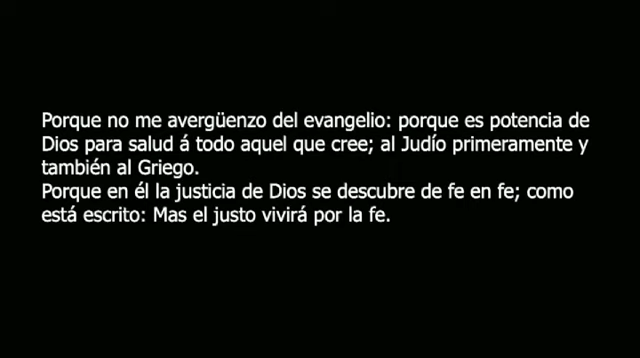 Porque no me avergüenzo del evangelio: porque es potencia de
Dios para salud á todo aquel que cree; al Judío primeramente y
también al Griego.
Porque en él la justicia de Dios se descubre de fe en fe; como
está escrito: Mas el justo vivirá por la fe.